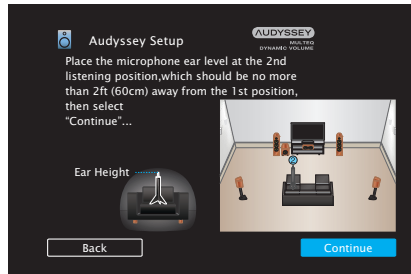 Audyssey Setup
AUDYSSEY
MULTEQ
DYNAMIC VOLUME
Place the microphone ear level at the 2nd
listening position,which should be no more
than 2ft (60cm) away from the 1st position,
then select
“Continue”...
Ear Height
2
Back
Continue